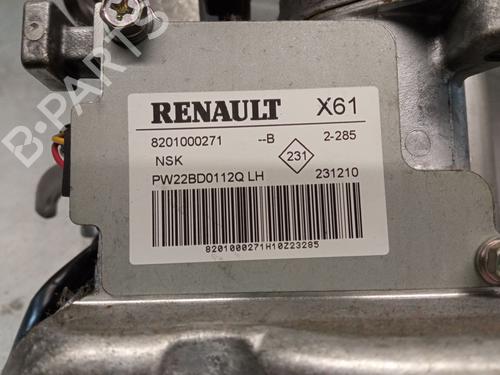 RENAULT X61
8201000271 --B 2-285
NSK 231
PW22BD0112Q LH 231210
8201000271H10Z23285
B-PARTS